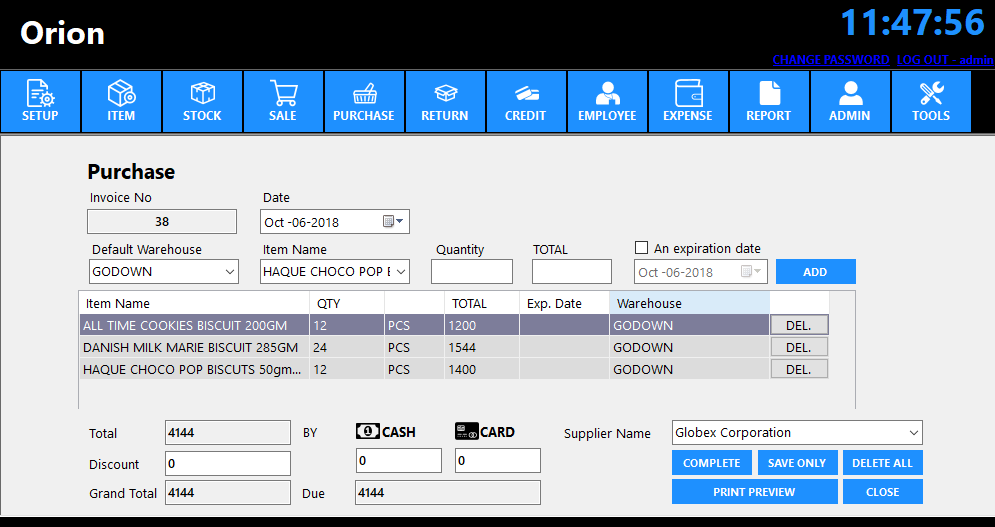 Orion
11:47:56
CHANGE PASSWORD LOG OUT - admin
SETUP ITEM STOCK SALE PURCHASE RETURN CREDIT EMPLOYEE EXPENSE REPORT ADMIN TOOLS
Purchase
Invoice No Date
38 Oct -06-2018
Default Warehouse Item Name Quantity TOTAL An expiration date
GODOWN HAQUE CHOCO POP E Oct -06-2018 ADD
Item Name QTY TOTAL Exp. Date Warehouse
ALL TIME COOKIES BISCUIT 200GM 12 PCS 1200 GODOWN DEL.
DANISH MILK MARIE BISCUIT 285GM 24 PCS 1544 GODOWN DEL.
HAQUE CHOCO POP BISCUTS 50gm... 12 PCS 1400 GODOWN DEL.
Total 4144 BY CASH CARD Supplier Name Globex Corporation
Discount 0 0 0 COMPLETE SAVE ONLY DELETE ALL
Grand Total 4144 Due 4144 PRINT PREVIEW CLOSE